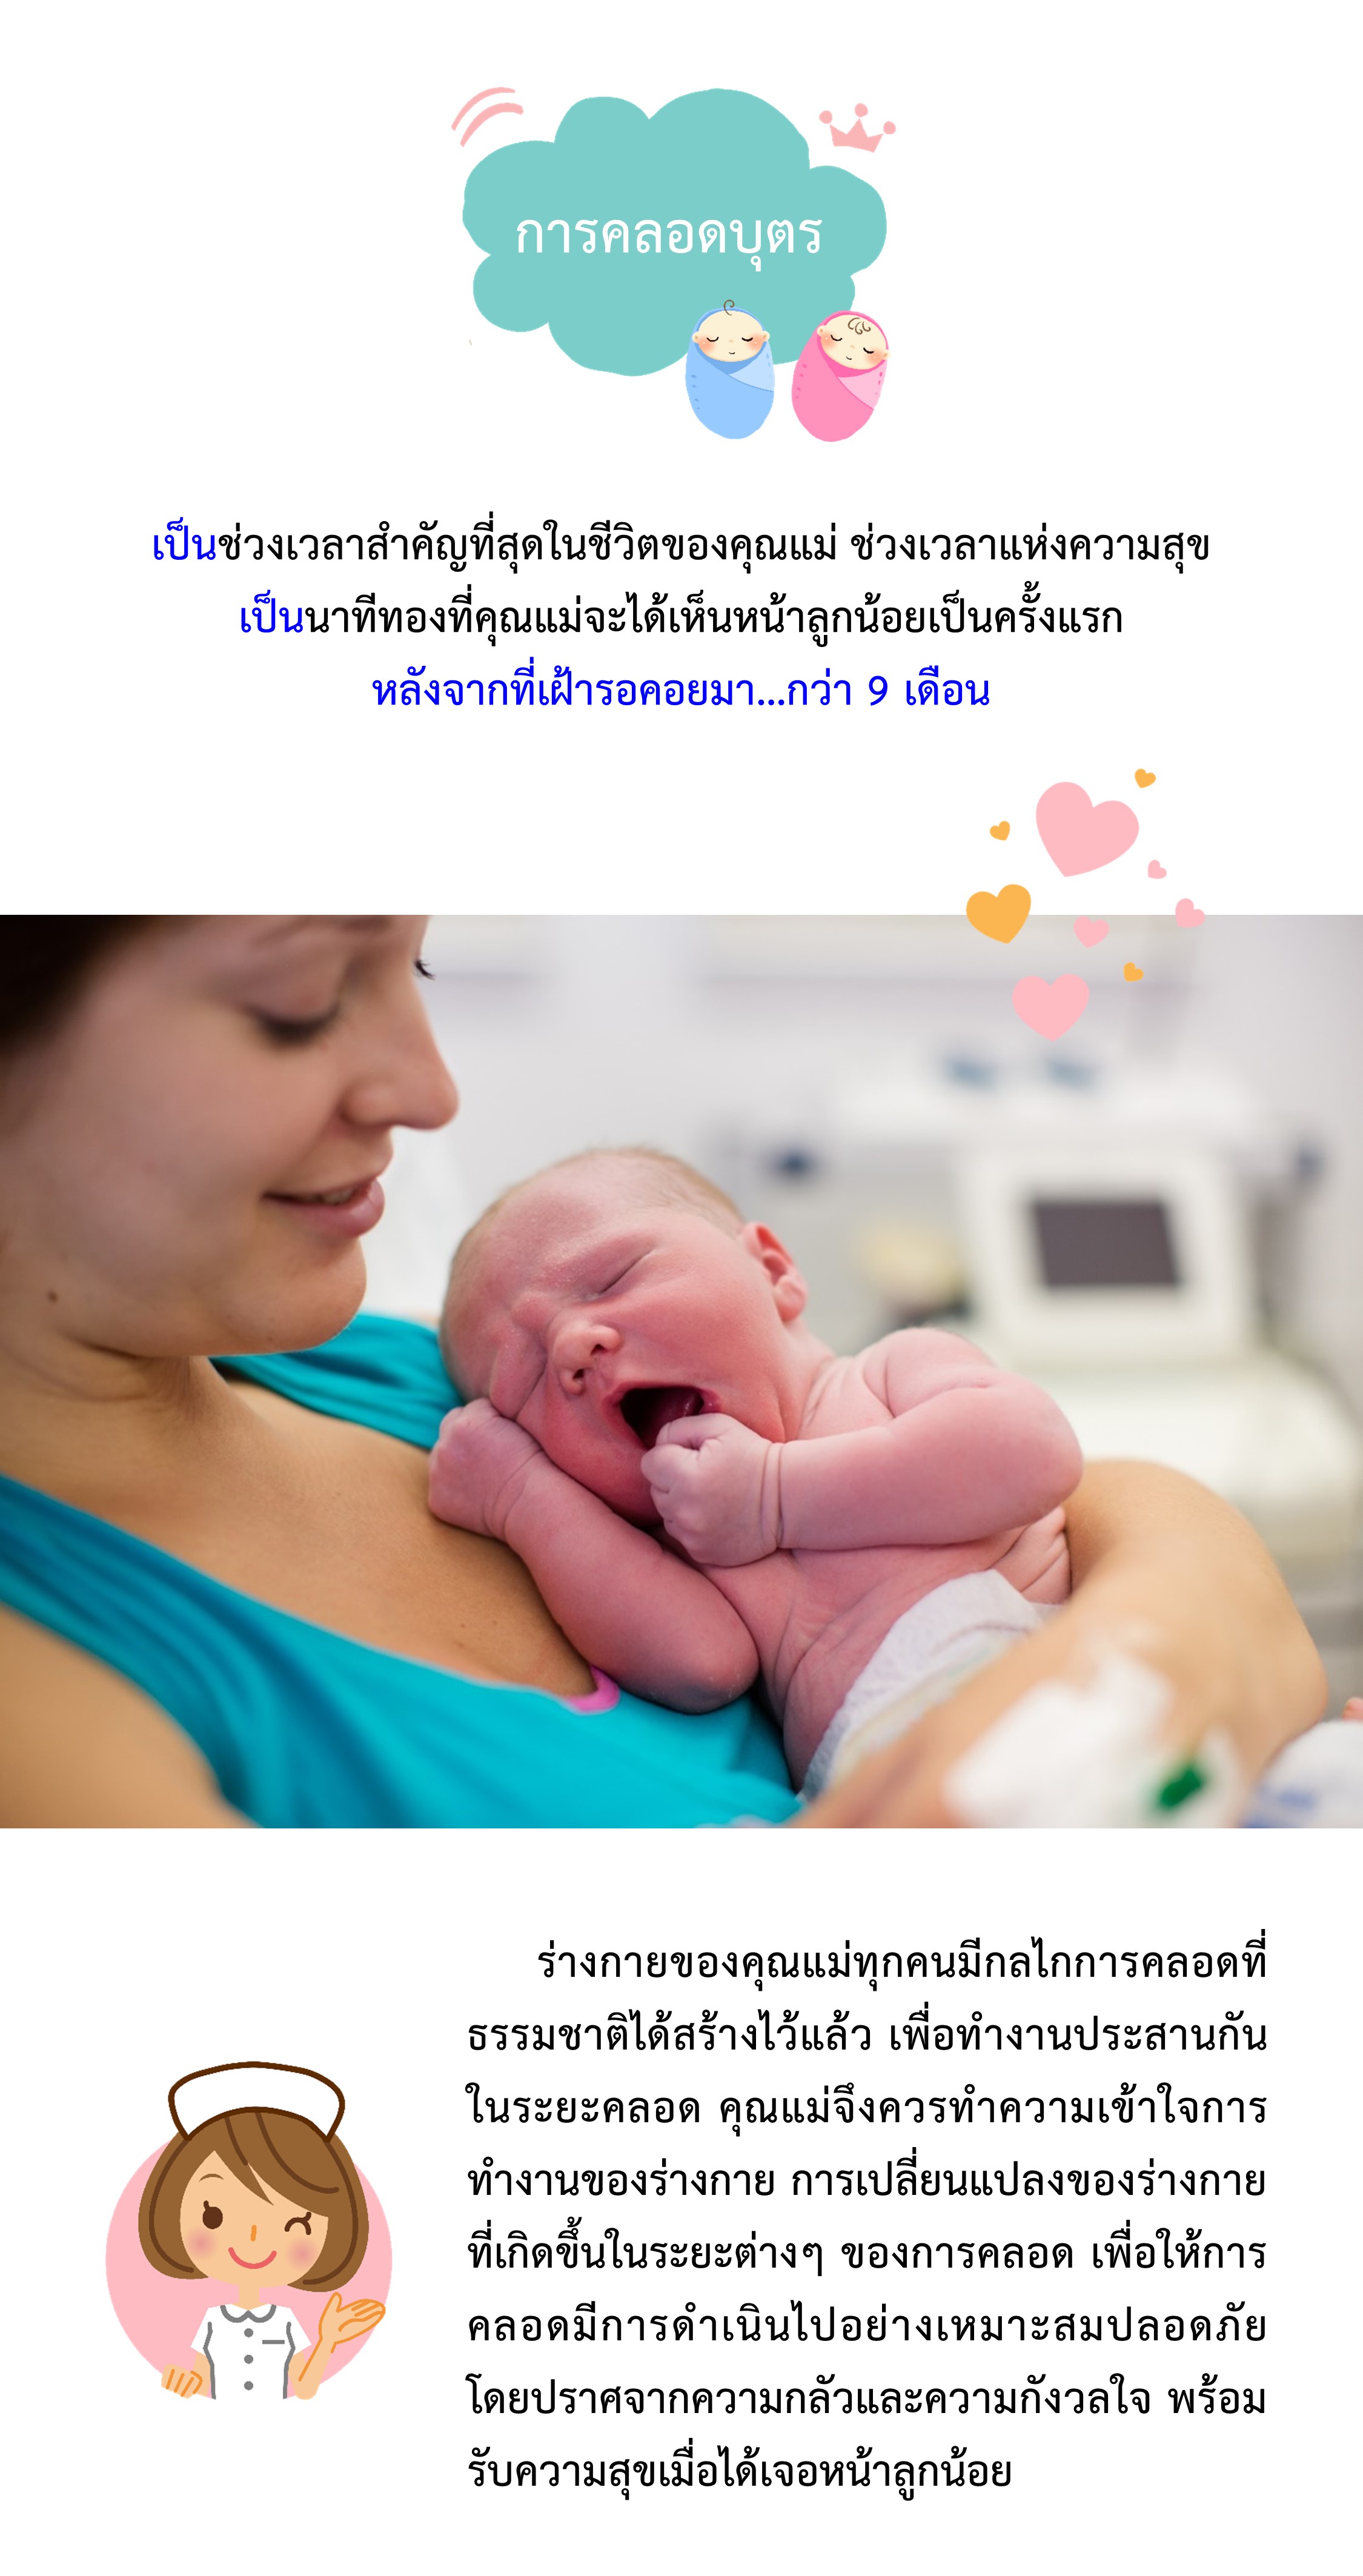 การคลอดบุตร
เป็นช่วงเวลาสำคัญที่สุดในชีวิตของคุณแม่ ช่วงเวลาแห่งความสุข
เป็นนาทีทองที่คุณแม่จะได้เห็นหน้าลูกน้อยเป็นครั้งแรก
หลังจากที่เฝ้ารอคอยมา...กว่า 9 เดือน
ร่างกายของคุณแม่ทุกคนมีกลไกการคลอดที่
ธรรมชาติได้สร้างไว้แล้ว เพื่อทำงานประสานกัน
ในระยะคลอด คุณแม่จึงควรทำความเข้าใจการ
ทำงานของร่างกาย การเปลี่ยนแปลงของร่างกาย
ที่เกิดขึ้นในระยะต่างๆ ของการคลอด เพื่อให้การ
คลอดมีการดำเนินไปอย่างเหมาะสมปลอดภัย
โดยปราศจากความกลัวและความกังวลใจ พร้อม
รับความสุขเมื่อได้เจอหน้าลูกน้อย